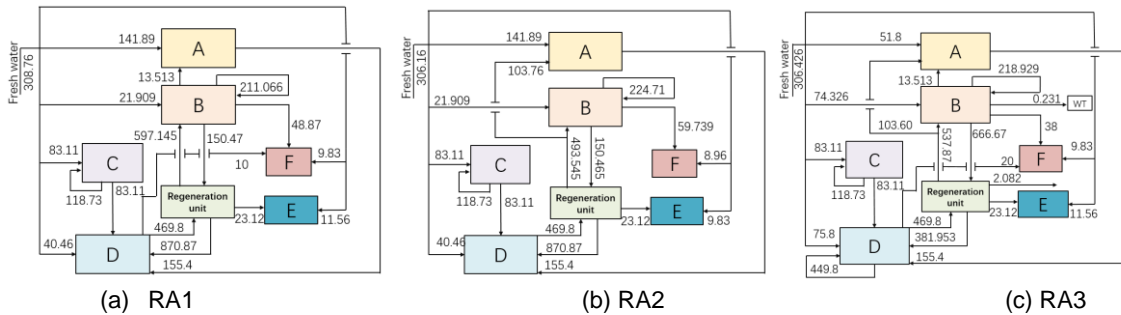 Fresh water
308.76
141.89
A
13.513
211.066
21.909
B
597.145
150.47
48.87
83.11
C
118.73
83.11
10
F
9.83
Regeneration
unit
E
23.12
11.56
469.8
40.46
D
870.87
155.4
(a) RA1
Fresh water
306.16
141.89
A
103.76
224.71
21.909
B
493.545
150.465
59.739
83.11
C
118.73
83.11
F
8.96
Regeneration
unit
E
23.12
9.83
469.8
40.46
D
870.87
155.4
(b) RA2
Fresh water
306.426
51.8
A
13.513
218.929
74.326
B
0.231
WT
103.60
537.87
666.67
38
83.11
C
118.73
83.11
20
F
9.83
2.082
Regeneration
unit
E
23.12
11.56
469.8
75.8
D
381.953
155.4
449.8
(c) RA3